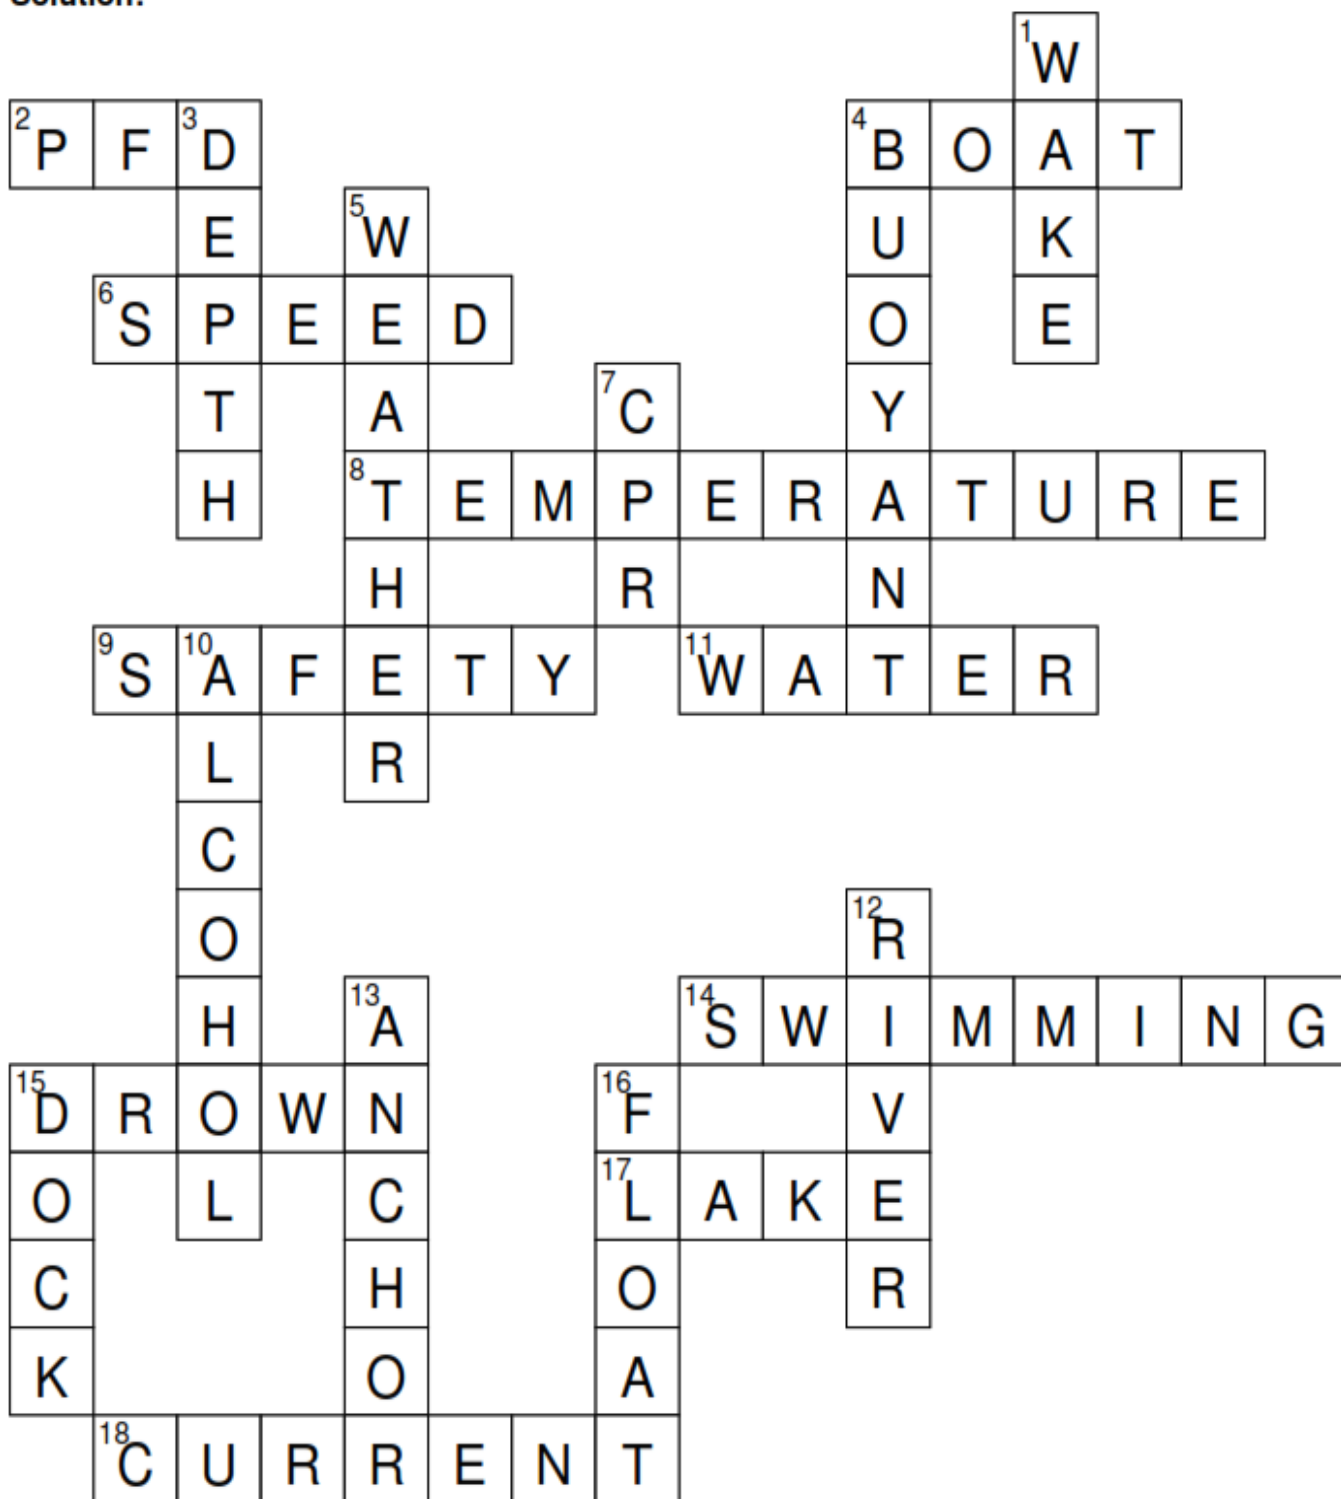 Solution:
1 W
2 P F 3 D 4 B O A T
E 5 W U K
6 S P E E D O E
T A 7 C Y
H 8 T E M P E R A T U R E
H R N
9 S 10 A F E T Y 11 W A T E R
L R
C
O 12 R
H 13 A 14 S W I M M I N G
15 D R O W N 16 F V
O L C 17 L A K E
C H O R
K O A
18 C U R R E N T